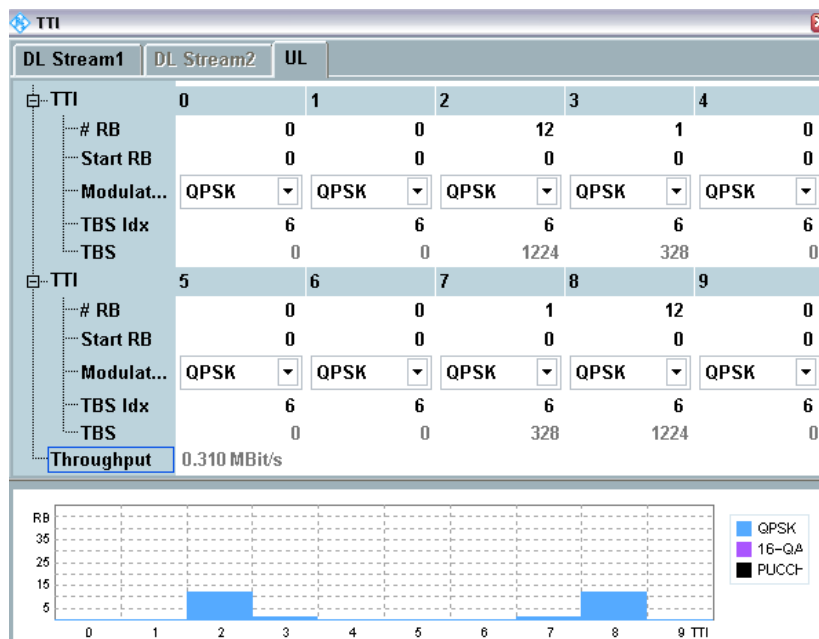 TTI
DL Stream1 DL Stream2 UL
TTI 0 1 2 3 4
# RB 0 0 12 1 0
Start RB 0 0 0 0 0
Modulat... QPSK QPSK QPSK QPSK QPSK
TBS Idx 6 6 6 6 6
TBS 0 0 1224 328 0
TTI 5 6 7 8 9
# RB 0 0 1 12 0
Start RB 0 0 0 0 0
Modulat... QPSK QPSK QPSK QPSK QPSK
TBS Idx 6 6 6 6 6
TBS 0 0 328 1224 0
Throughput 0.310 MBit/s
RB
35
25
15
5
0 1 2 3 4 5 6 7 8 9 TTI
QPSK
16-QA
PUCCH